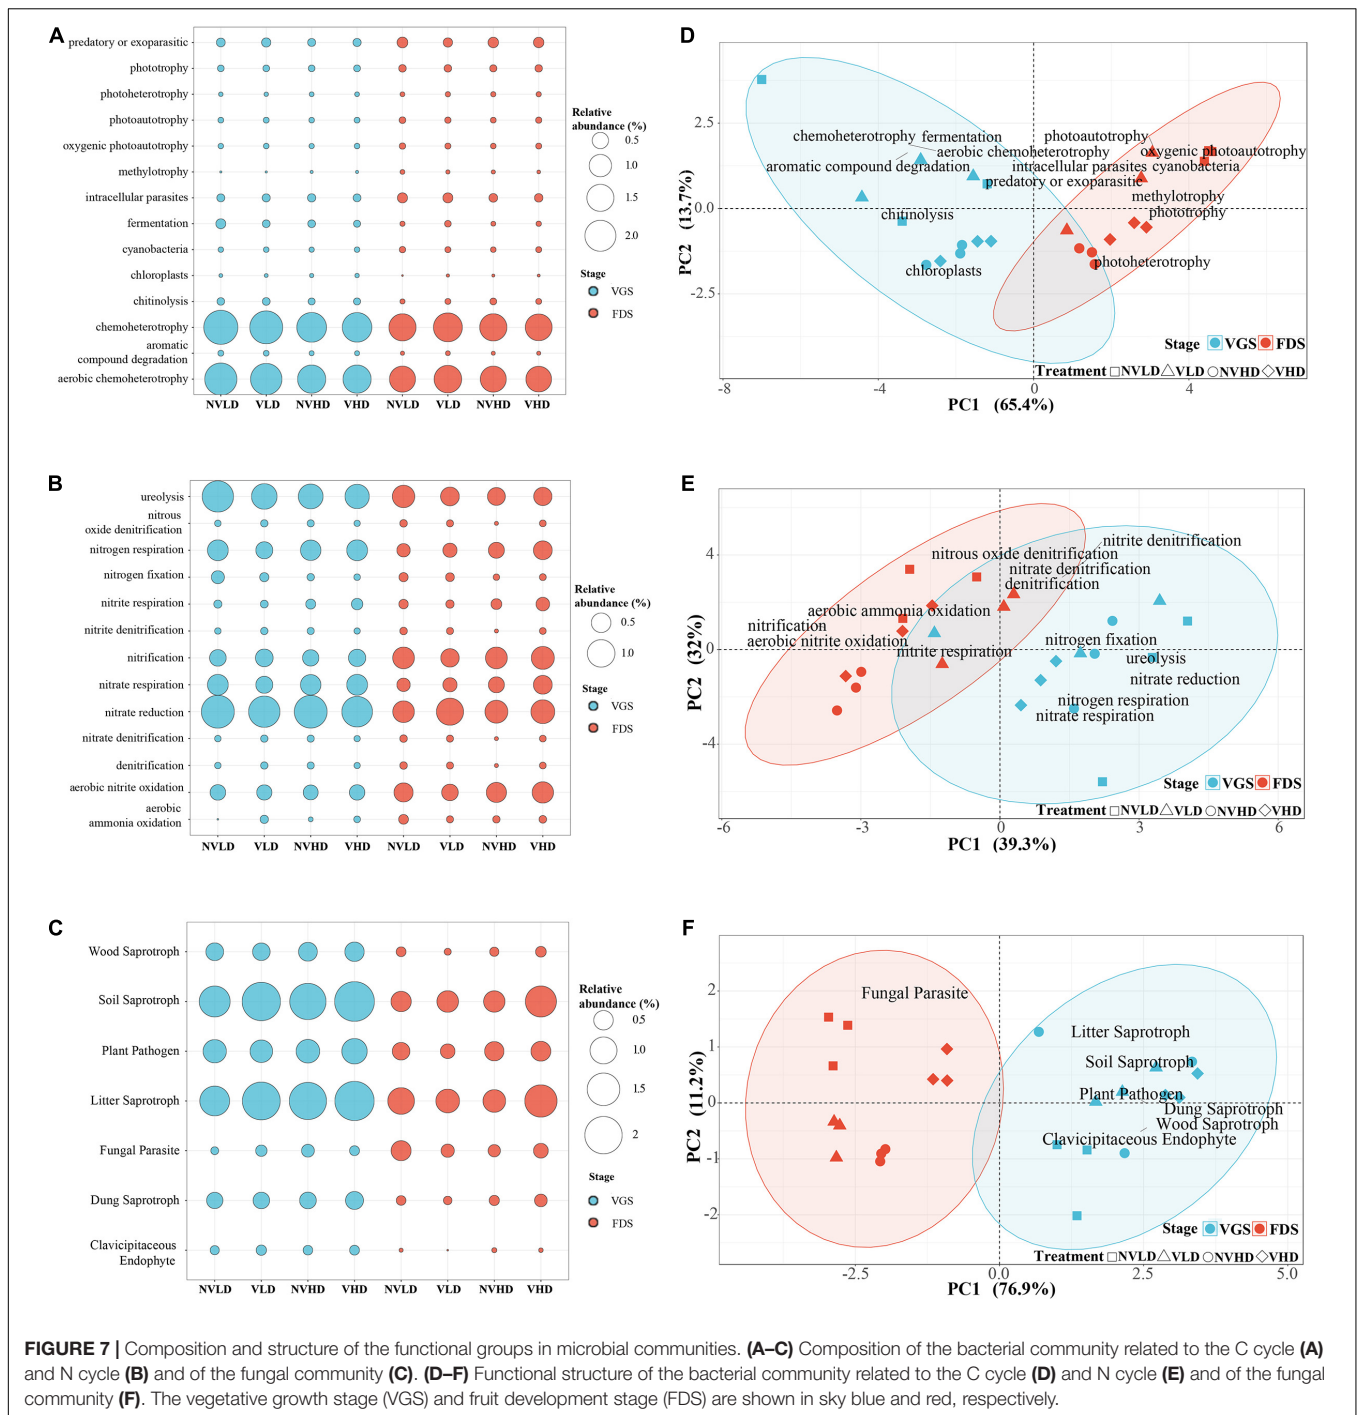 A
predatory or exoparasitic
phototrophy
photoheterotrophy
photoautotrophy
oxygenic photoautotrophy
methylotrophy
intracellular parasites
fermentation
cyanobacteria
chloroplasts
chitinolysis
chemoheterotrophy
aromatic
compound degradation
aerobic chemoheterotrophy
NVLD VLD NVHD VHD NVLD VLD NVHD VHD
Relative
abundance (%)
0.5
1.0
1.5
2.0
Stage
VGS
FDS
D
PC2 (13.7%)
2.5
0.0
-2.5
chemoheterotrophy fermentation
aerobic chemoheterotrophy
aromatic compound degradation
photoautotrophy
oxygenic photoautotrophy
intracellular parasites cyanobacteria
predatory or exoparasitic
methylotrophy
chitinolysis
phototrophy
chloroplasts
photoheterotrophy
Stage VGS FDS
Treatment NVLD VLD NVHD VHD
-8 -4 0 4
PC1 (65.4%)
B
ureolysis
nitrous
oxide denitrification
nitrogen respiration
nitrogen fixation
nitrite respiration
nitrite denitrification
nitrification
nitrate respiration
nitrate reduction
nitrate denitrification
denitrification
aerobic nitrite oxidation
aerobic
ammonia oxidation
NVLD VLD NVHD VHD NVLD VLD NVHD VHD
Relative
abundance (%)
0.5
1.0
Stage
VGS
FDS
E
PC2 (32%)
4
0
-4
nitrite denitrification
nitrous oxide denitrification
nitrate denitrification
denitrification
aerobic ammonia oxidation
nitrification
aerobic nitrite oxidation
nitrite respiration
nitrogen fixation
ureolysis
nitrate reduction
nitrogen respiration
nitrate respiration
Stage VGS FDS
Treatment NVLD VLD NVHD VHD
-6 -3 0 3 6
PC1 (39.3%)
C
Wood Saprotroph
Soil Saprotroph
Plant Pathogen
Litter Saprotroph
Fungal Parasite
Dung Saprotroph
Clavicipitaceous
Endophyte
NVLD VLD NVHD VHD NVLD VLD NVHD VHD
Relative
abundance (%)
0.5
1.0
1.5
2
Stage
VGS
FDS
F
PC2 (11.2%)
2
1
0
-1
-2
Fungal Parasite
Litter Saprotroph
Soil Saprotroph
Plant Pathogen
Dung Saprotroph
Wood Saprotroph
Clavicipitaceous Endophyte
Stage VGS FDS
Treatment NVLD VLD NVHD VHD
-2.5 0.0 2.5 5.0
PC1 (76.9%)
FIGURE 7 | Composition and structure of the functional groups in microbial communities. (A–C) Composition of the bacterial community related to the C cycle (A)
and N cycle (B) and of the fungal community (C). (D–F) Functional structure of the bacterial community related to the C cycle (D) and N cycle (E) and of the fungal
community (F). The vegetative growth stage (VGS) and fruit development stage (FDS) are shown in sky blue and red, respectively.